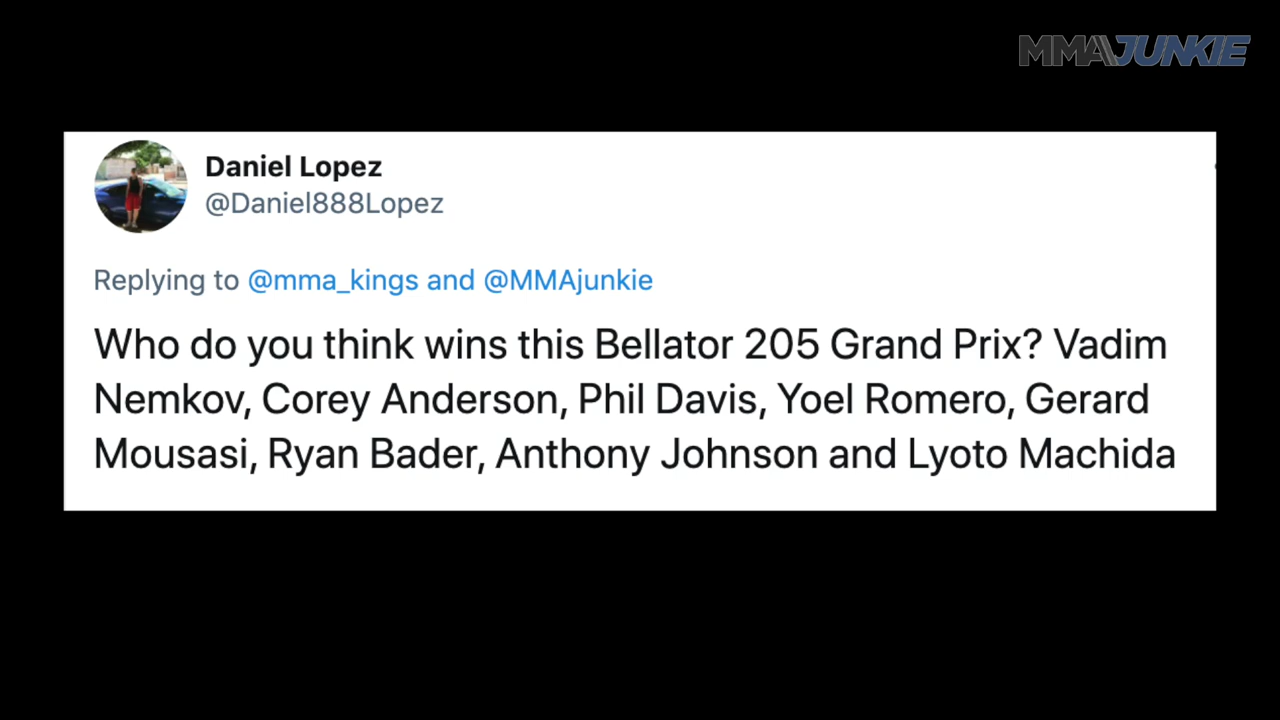 MMAJUNKIE
Daniel Lopez
@Daniel888Lopez
Replying to @mma_kings and @MMAjunkie
Who do you think wins this Bellator 205 Grand Prix? Vadim
Nemkov, Corey Anderson, Phil Davis, Yoel Romero, Gerard
Mousasi, Ryan Bader, Anthony Johnson and Lyoto Machida